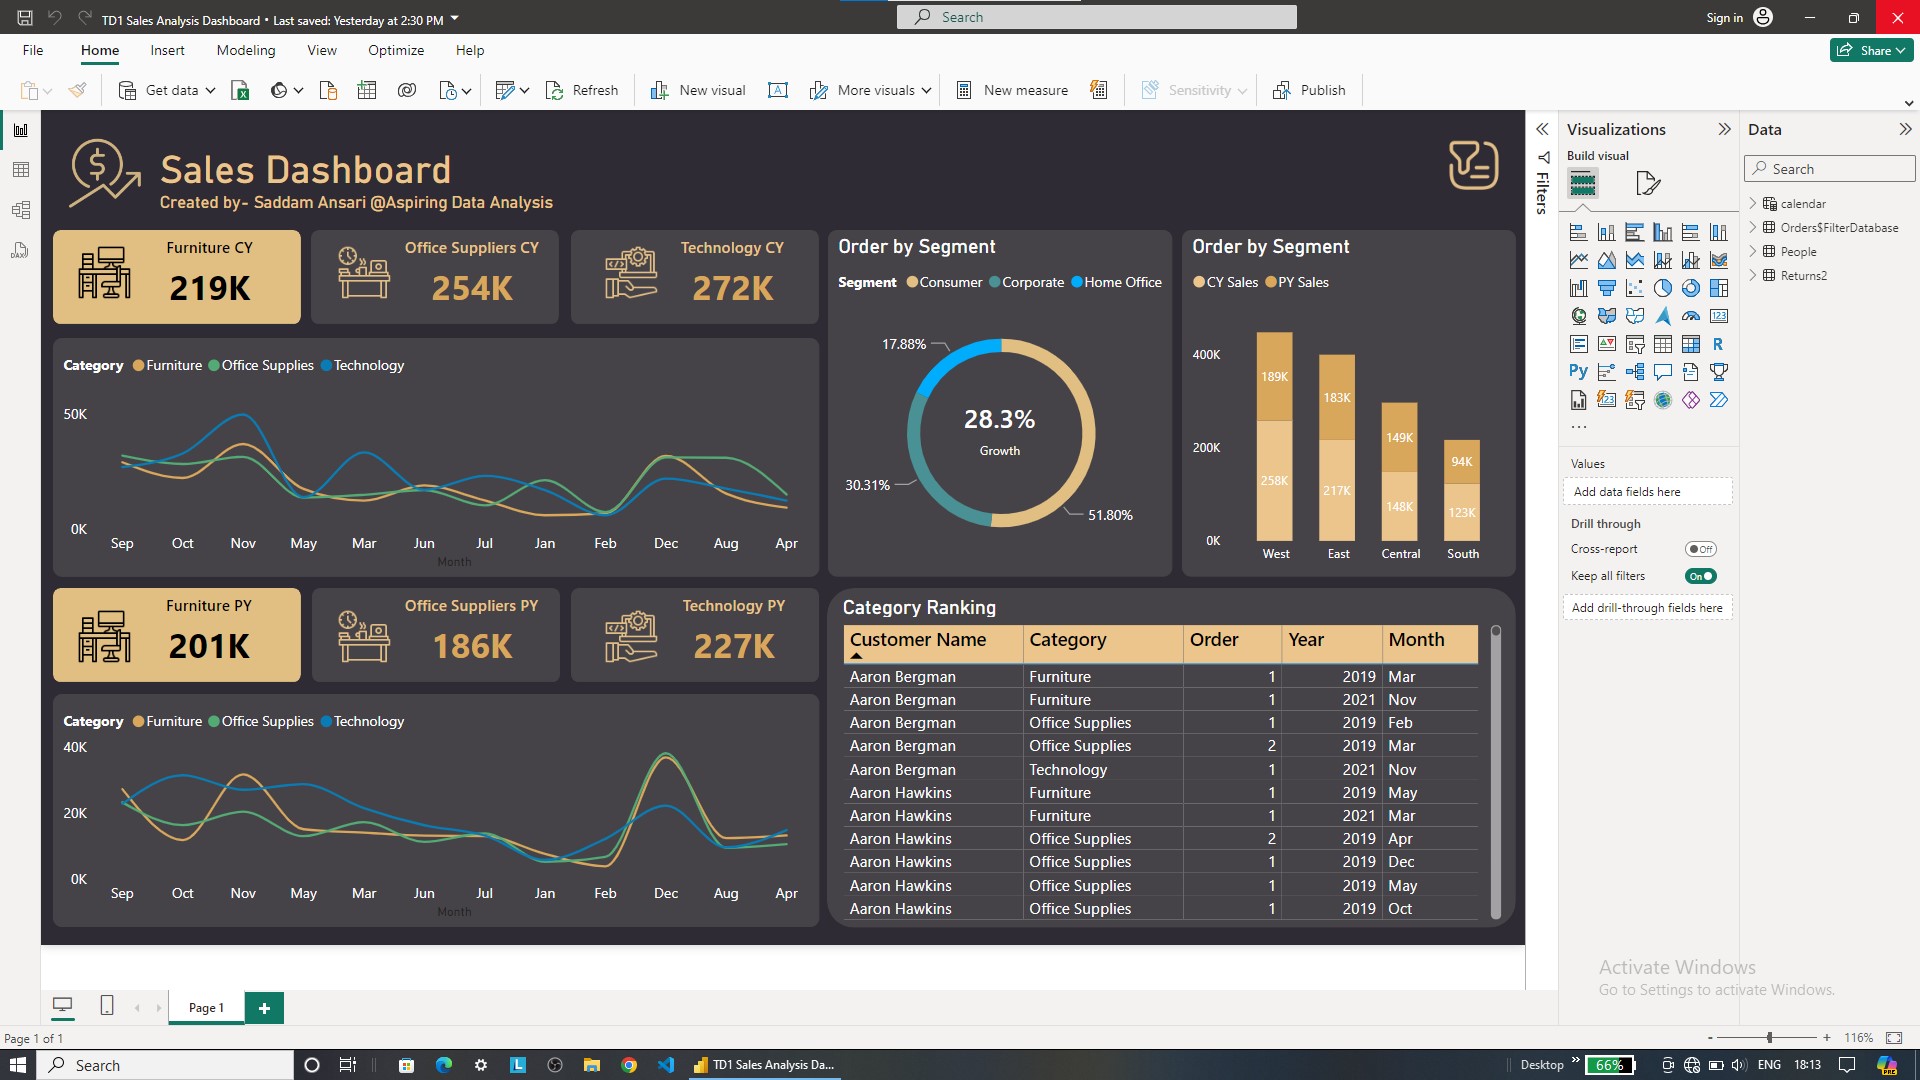 TD1 Sales Analysis Dashboard • Last saved: Yesterday at 2:30 PM
Search
Sign in
File Home Insert Modeling View Optimize Help
Share
Get data
Refresh
New visual
More visuals
New measure
Sensitivity
Publish
Sales Dashboard
Created by- Saddam Ansari @Aspiring Data Analysis
Furniture CY
219K
Office Suppliers CY
254K
Technology CY
272K
Category Furniture Office Supplies Technology
50K
0K
Sep Oct Nov May Mar Jun Jul Jan Feb Dec Aug Apr
Month
Order by Segment
Segment Consumer Corporate Home Office
17.88%
28.3%
Growth
30.31%
51.80%
Order by Segment
CY Sales PY Sales
400K
200K
0K
189K
258K
183K
217K
149K
148K
94K
123K
West East Central South
Furniture PY
201K
Office Suppliers PY
186K
Technology PY
227K
Category Furniture Office Supplies Technology
40K
20K
0K
Sep Oct Nov May Mar Jun Jul Jan Feb Dec Aug Apr
Month
Category Ranking
Customer Name Category Order Year Month
Aaron Bergman Furniture 1 2019 Mar
Aaron Bergman Furniture 1 2021 Nov
Aaron Bergman Office Supplies 1 2019 Feb
Aaron Bergman Office Supplies 2 2019 Mar
Aaron Bergman Technology 1 2021 Nov
Aaron Hawkins Furniture 1 2019 May
Aaron Hawkins Furniture 1 2021 Mar
Aaron Hawkins Office Supplies 2 2019 Apr
Aaron Hawkins Office Supplies 1 2019 Dec
Aaron Hawkins Office Supplies 1 2019 May
Aaron Hawkins Office Supplies 1 2019 Oct
Filters
Visualizations
Build visual
123
R
Py
123
...
Values
Add data fields here
Drill through
Cross-report
Off
Keep all filters
On
Add drill-through fields here
Data
Search
calendar
Orders$FilterDatabase
People
Returns2
Activate Windows
Go to Settings to activate Windows.
Page 1
Page 1 of 1
116%
Search
TD1 Sales Analysis Da...
Desktop
66%
ENG
18:13